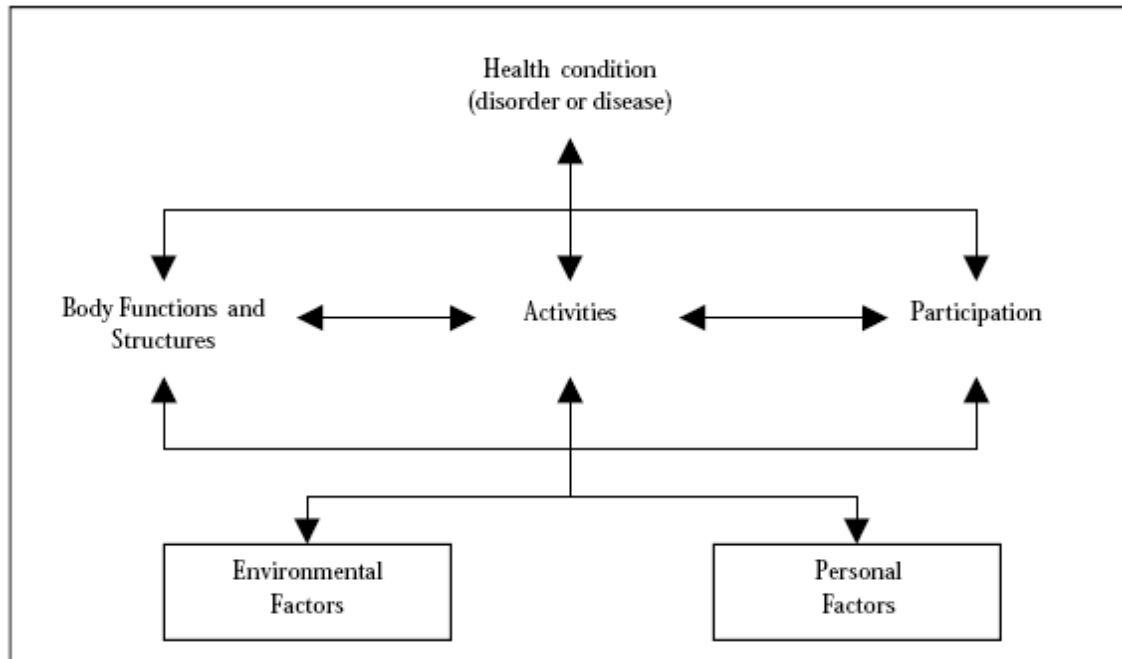 Health condition
(disorder or disease)
Body Functions and
Structures
Activities
Participation
Environmental
Factors
Personal
Factors